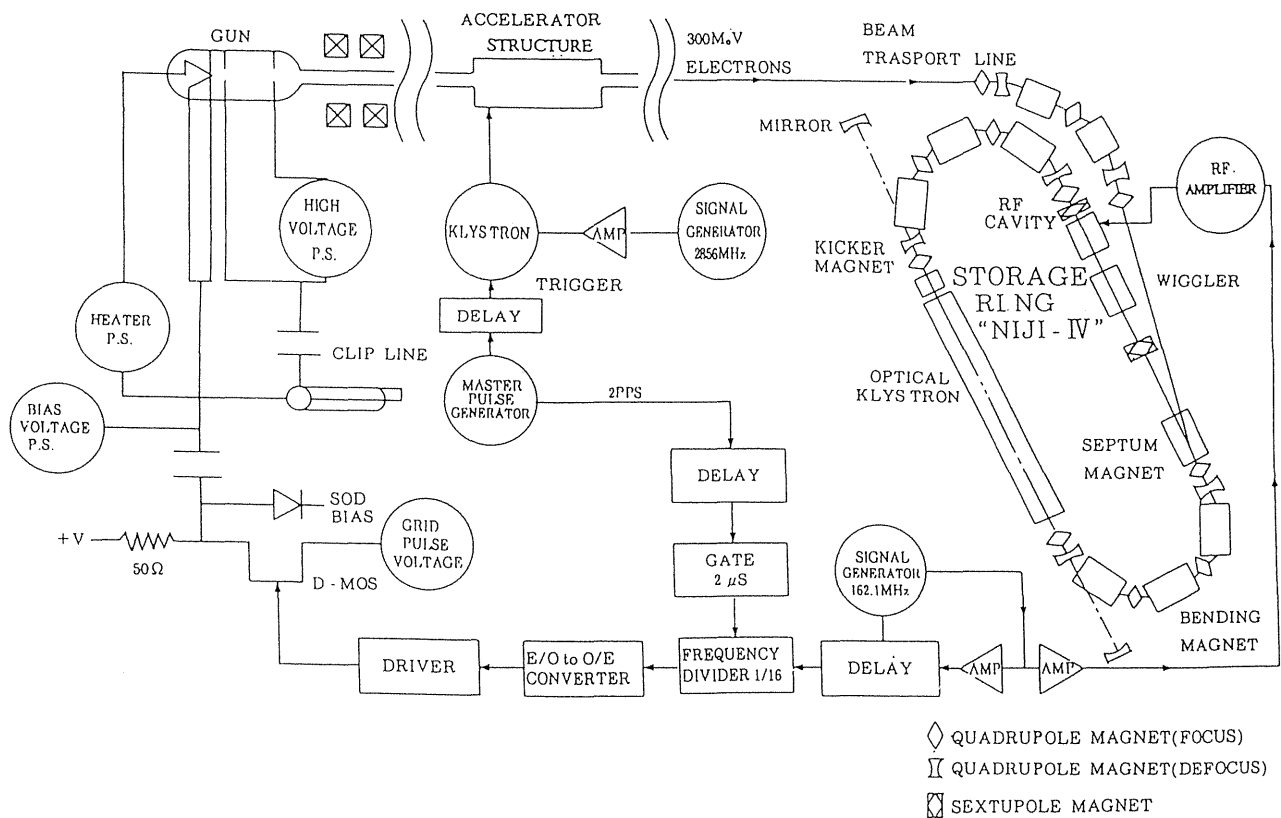 GUN
ACCELERATOR
STRUCTURE
300MₒV
ELECTRONS
BEAM
TRASPORT LINE
MIRROR
HIGH
VOLTAGE
P.S.
KLYSTRON
AMP
SIGNAL
GENERATOR
2856MHz
RF
CAVITY
RF.
AMPLIFIER
KICKER
MAGNET
TRIGGER
DELAY
STORAGE
RING
"NIJI-IV"
WIGGLER
HEATER
P.S.
CLIP LINE
MASTER
PULSE
GENERATOR
2PPS
OPTICAL
KLYSTRON
BIAS
VOLTAGE
P.S.
DELAY
SEPTUM
MAGNET
SOD
BIAS
GRID
PULSE
VOLTAGE
+V
50Ω
D-MOS
GATE
2 μS
SIGNAL
GENERATOR
162.1MHz
BENDING
MAGNET
DRIVER
E/O to O/E
CONVERTER
FREQUENCY
DIVIDER 1/16
DELAY
AMP
AMP
QUADRUPOLE MAGNET(FOCUS)
QUADRUPOLE MAGNET(DEFOCUS)
SEXTUPOLE MAGNET